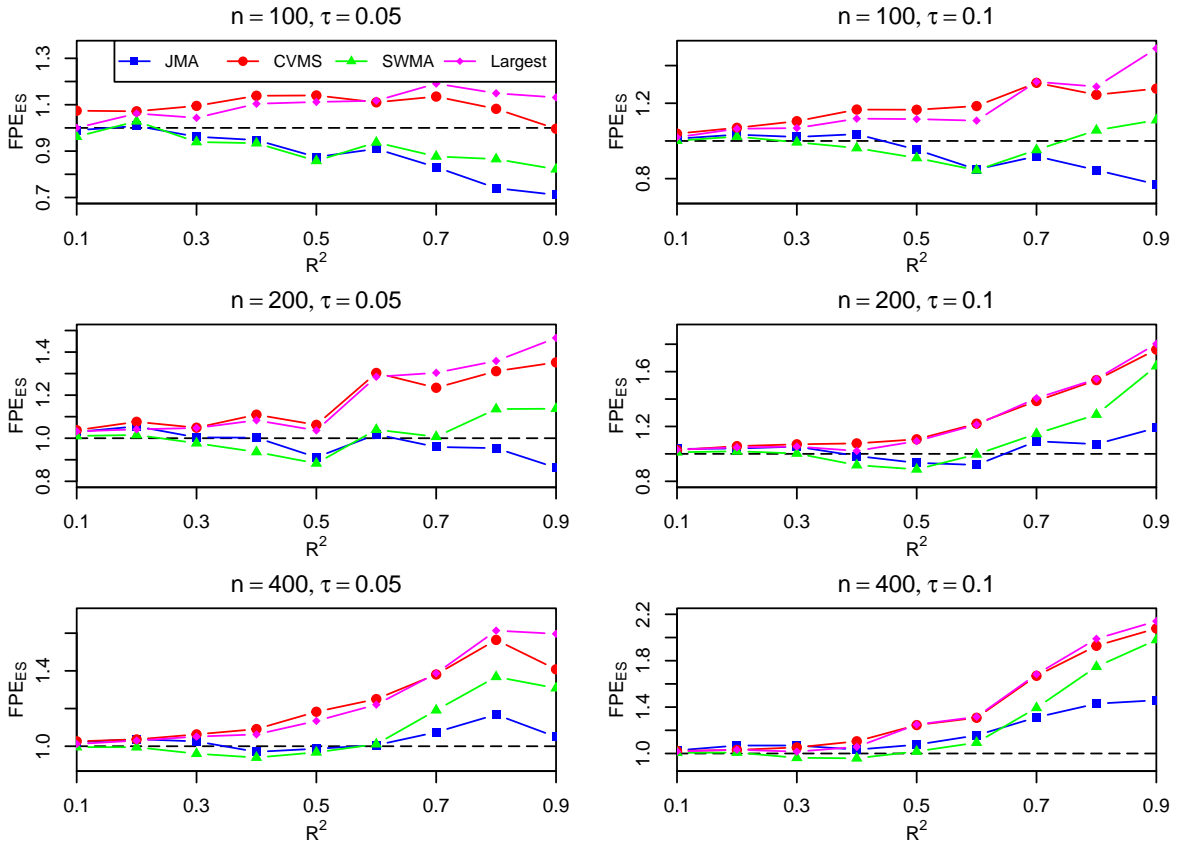 n = 100, τ = 0.05
JMA CVMS SWMA Largest
FPE_ES
0.7 0.9 1.1 1.3
0.1 0.3 0.5 0.7 0.9
R²
n = 100, τ = 0.1
FPE_ES
0.8 1.2
0.1 0.3 0.5 0.7 0.9
R²
n = 200, τ = 0.05
FPE_ES
0.8 1.0 1.2 1.4
0.1 0.3 0.5 0.7 0.9
R²
n = 200, τ = 0.1
FPE_ES
0.8 1.2 1.6
0.1 0.3 0.5 0.7 0.9
R²
n = 400, τ = 0.05
FPE_ES
1.0 1.4
0.1 0.3 0.5 0.7 0.9
R²
n = 400, τ = 0.1
FPE_ES
1.0 1.4 1.8 2.2
0.1 0.3 0.5 0.7 0.9
R²